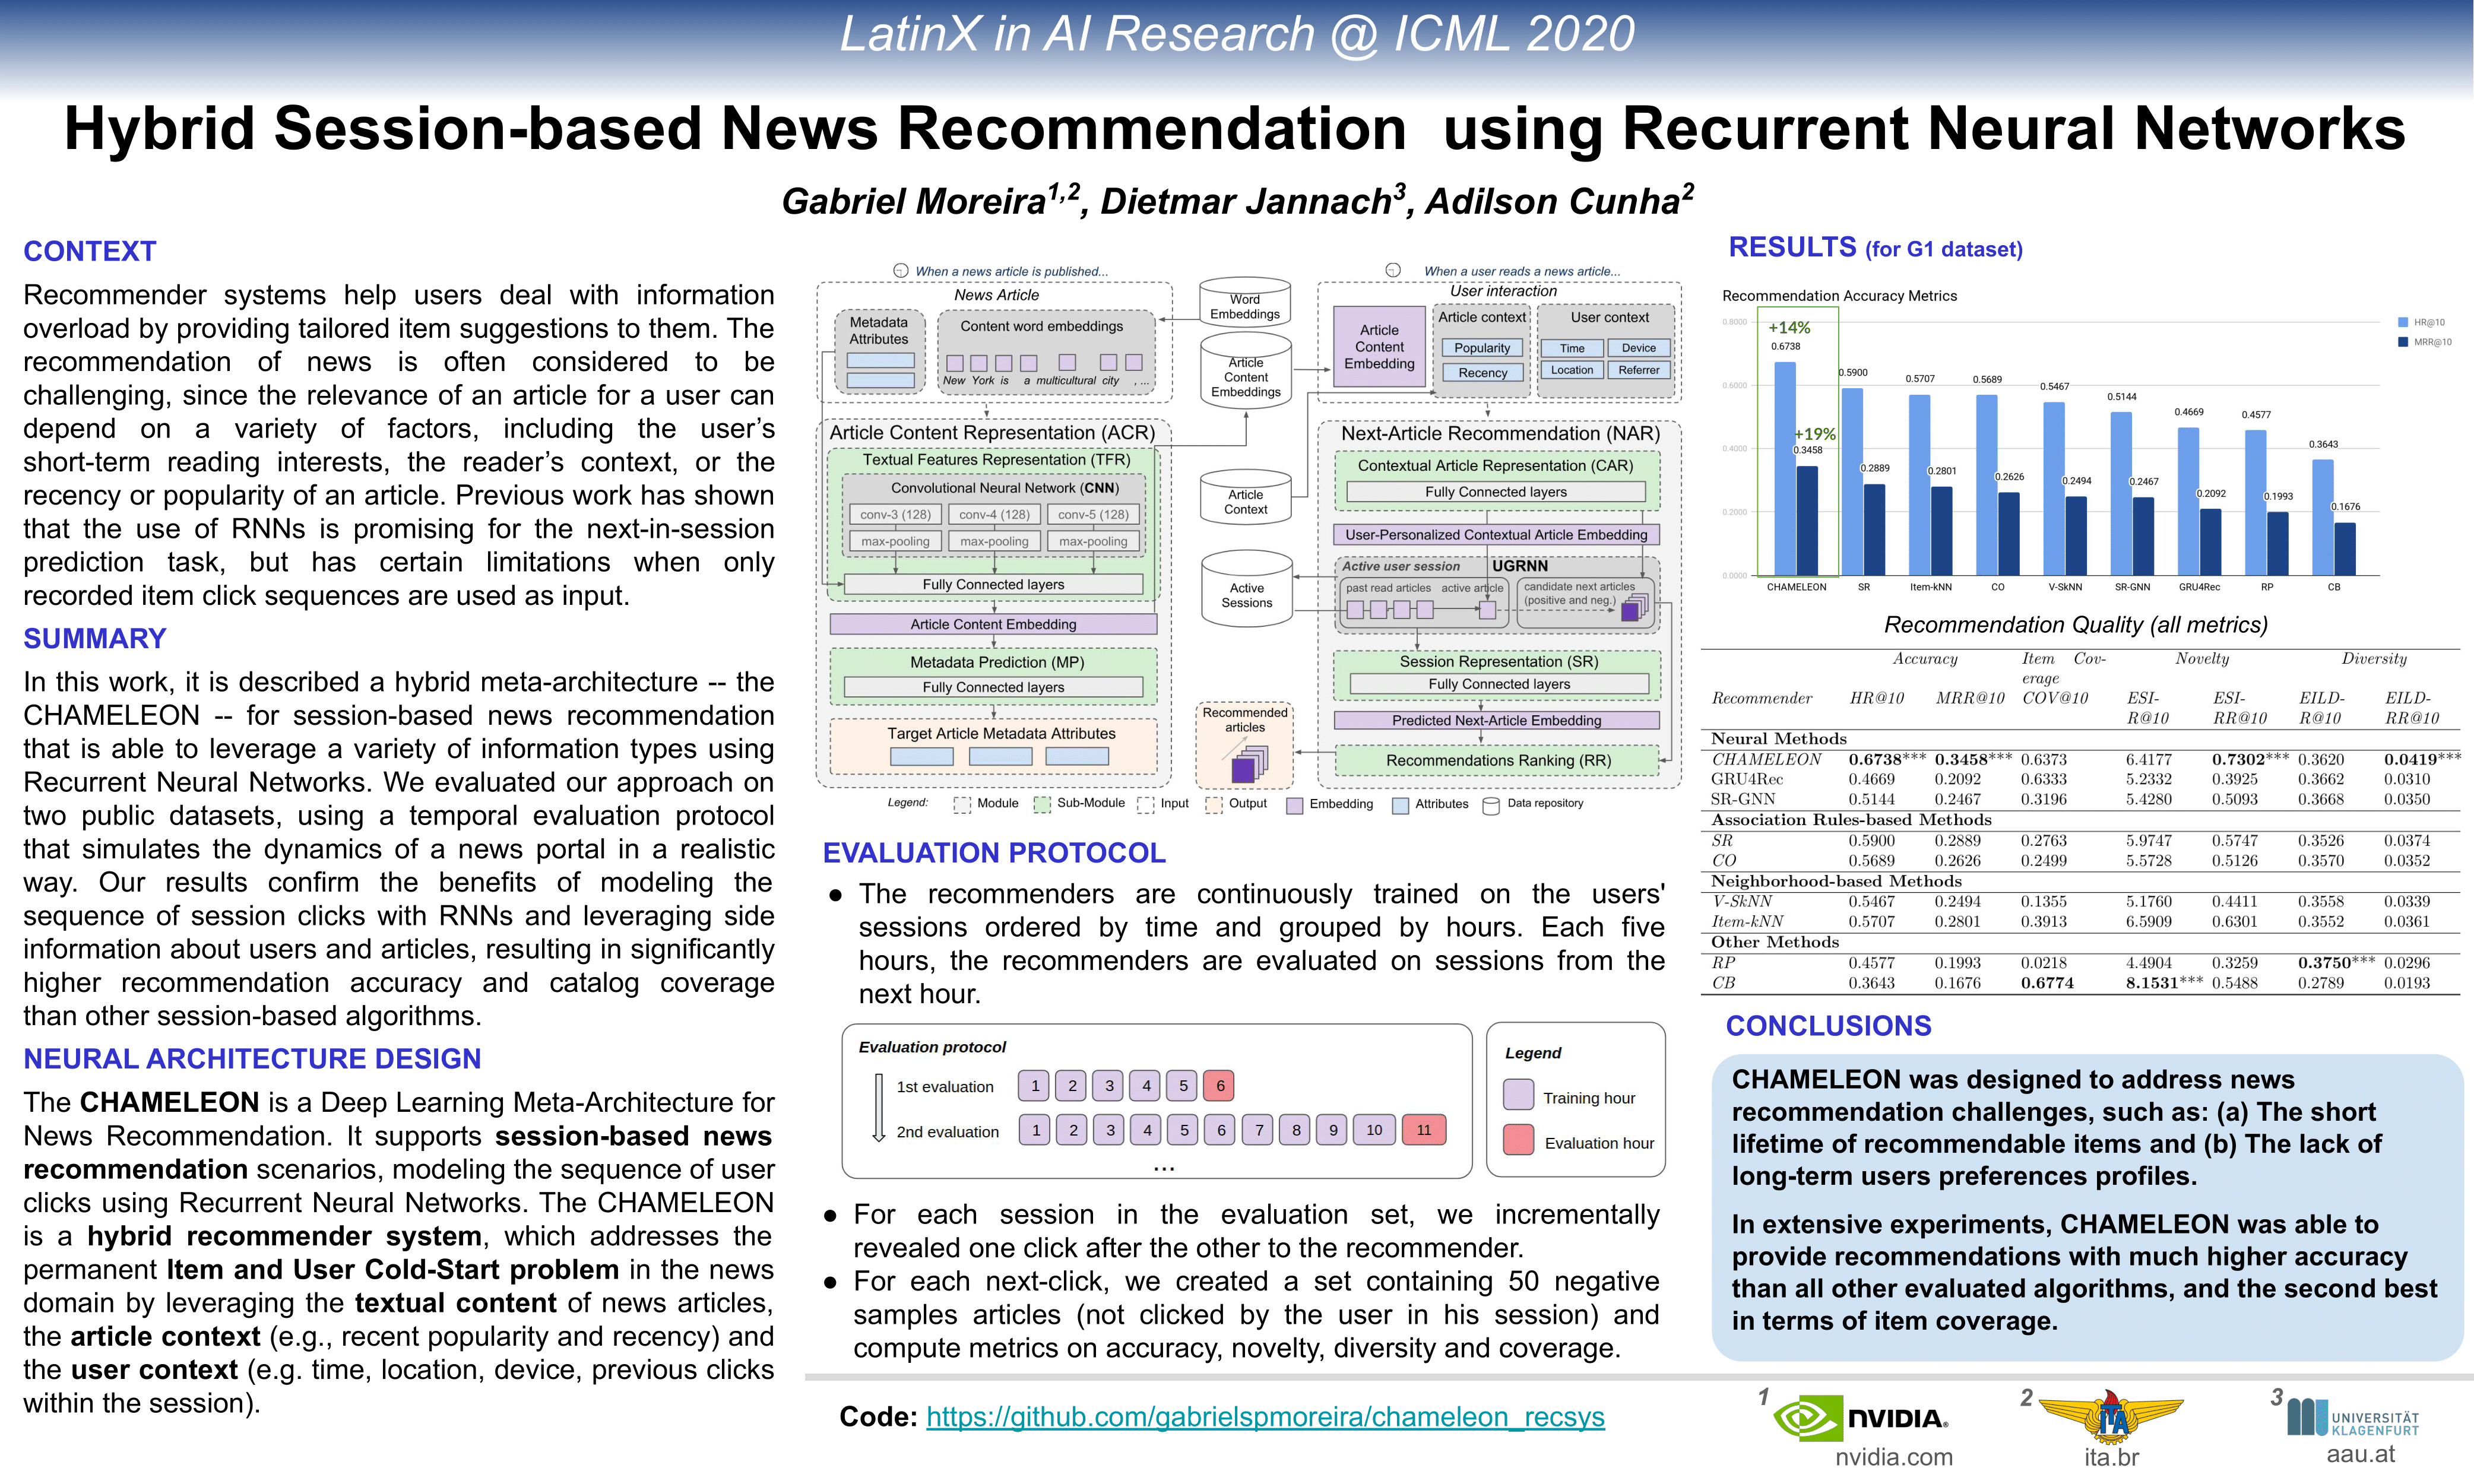 LatinX in AI Research @ ICML 2020
Hybrid Session-based News Recommendation using Recurrent Neural Networks
Gabriel Moreira1,2, Dietmar Jannach3, Adilson Cunha2
CONTEXT
Recommender systems help users deal with information
overload by providing tailored item suggestions to them. The
recommendation of news is often considered to be
challenging, since the relevance of an article for a user can
depend on a variety of factors, including the user's
short-term reading interests, the reader's context, or the
recency or popularity of an article. Previous work has shown
that the use of RNNs is promising for the next-in-session
prediction task, but has certain limitations when only
recorded item click sequences are used as input.
SUMMARY
In this work, it is described a hybrid meta-architecture -- the
CHAMELEON -- for session-based news recommendation
that is able to leverage a variety of information types using
Recurrent Neural Networks. We evaluated our approach on
two public datasets, using a temporal evaluation protocol
that simulates the dynamics of a news portal in a realistic
way. Our results confirm the benefits of modeling the
sequence of session clicks with RNNs and leveraging side
information about users and articles, resulting in significantly
higher recommendation accuracy and catalog coverage
than other session-based algorithms.
NEURAL ARCHITECTURE DESIGN
The CHAMELEON is a Deep Learning Meta-Architecture for
News Recommendation. It supports session-based news
recommendation scenarios, modeling the sequence of user
clicks using Recurrent Neural Networks. The CHAMELEON
is a hybrid recommender system, which addresses the
permanent Item and User Cold-Start problem in the news
domain by leveraging the textual content of news articles,
the article context (e.g., recent popularity and recency) and
the user context (e.g. time, location, device, previous clicks
within the session).
When a news article is published...
News Article
Metadata
Attributes
Content word embeddings
New York is a multicultural city , ...
Article Content Representation (ACR)
Textual Features Representation (TFR)
Convolutional Neural Network (CNN)
conv-3 (128) conv-4 (128) conv-5 (128)
max-pooling max-pooling max-pooling
Fully Connected layers
Article Content Embedding
Metadata Prediction (MP)
Fully Connected layers
Target Article Metadata Attributes
Word
Embeddings
Article
Content
Embeddings
Article
Context
Active
Sessions
Recommended
articles
When a user reads a news article...
User interaction
Article
Content
Embedding
Article context
Popularity
Recency
User context
Time Device
Location Referrer
Next-Article Recommendation (NAR)
Contextual Article Representation (CAR)
Fully Connected layers
User-Personalized Contextual Article Embedding
Active user session UGRNN
past read articles active article
candidate next articles
(positive and neg.)
Session Representation (SR)
Fully Connected layers
Predicted Next-Article Embedding
Recommendations Ranking (RR)
Legend: Module Sub-Module Input Output Embedding Attributes Data repository
EVALUATION PROTOCOL
● The recommenders are continuously trained on the users'
sessions ordered by time and grouped by hours. Each five
hours, the recommenders are evaluated on sessions from the
next hour.
Evaluation protocol
1st evaluation 1 2 3 4 5 6
2nd evaluation 1 2 3 4 5 6 7 8 9 10 11
...
Legend
Training hour
Evaluation hour
● For each session in the evaluation set, we incrementally
revealed one click after the other to the recommender.
● For each next-click, we created a set containing 50 negative
samples articles (not clicked by the user in his session) and
compute metrics on accuracy, novelty, diversity and coverage.
Code: https://github.com/gabrielspmoreira/chameleon_recsys
RESULTS (for G1 dataset)
Recommendation Accuracy Metrics
HR@10
MRR@10
0.8000
0.6000
0.4000
0.2000
0.0000
+14%
0.6738
+19%
0.3458
0.5900 0.2889
0.5707 0.2801
0.5689 0.2626
0.5467 0.2494
0.5144 0.2467
0.4669 0.2092
0.4577 0.1993
0.3643 0.1676
CHAMELEON SR Item-kNN CO V-SkNN SR-GNN GRU4Rec RP CB
Recommendation Quality (all metrics)
Accuracy Item Cov- Novelty Diversity
erage
Recommender HR@10 MRR@10 COV@10 ESI- ESI- EILD- EILD-
R@10 RR@10 R@10 RR@10
Neural Methods
CHAMELEON 0.6738*** 0.3458*** 0.6373 6.4177 0.7302*** 0.3620 0.0419***
GRU4Rec 0.4669 0.2092 0.6333 5.2332 0.3925 0.3662 0.0310
SR-GNN 0.5144 0.2467 0.3196 5.4280 0.5093 0.3668 0.0350
Association Rules-based Methods
SR 0.5900 0.2889 0.2763 5.9747 0.5747 0.3526 0.0374
CO 0.5689 0.2626 0.2499 5.5728 0.5126 0.3570 0.0352
Neighborhood-based Methods
V-SkNN 0.5467 0.2494 0.1355 5.1760 0.4411 0.3558 0.0339
Item-kNN 0.5707 0.2801 0.3913 6.5909 0.6301 0.3552 0.0361
Other Methods
RP 0.4577 0.1993 0.0218 4.4904 0.3259 0.3750*** 0.0296
CB 0.3643 0.1676 0.6774 8.1531*** 0.5488 0.2789 0.0193
CONCLUSIONS
CHAMELEON was designed to address news
recommendation challenges, such as: (a) The short
lifetime of recommendable items and (b) The lack of
long-term users preferences profiles.
In extensive experiments, CHAMELEON was able to
provide recommendations with much higher accuracy
than all other evaluated algorithms, and the second best
in terms of item coverage.
1 NVIDIA.
nvidia.com
2 ITA
ita.br
3 UNIVERSITÄT
KLAGENFURT
aau.at